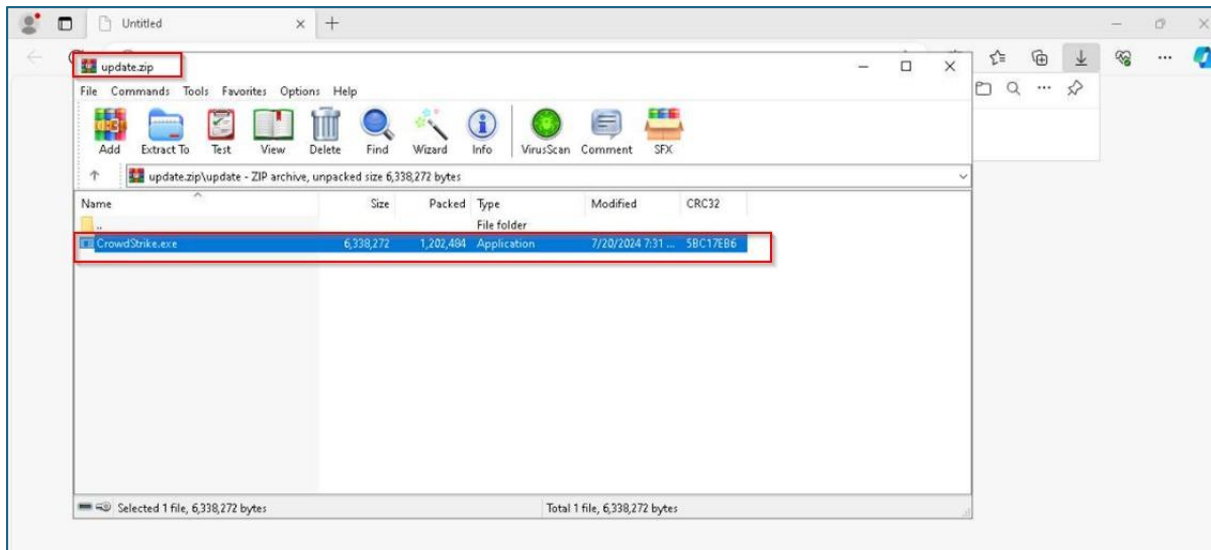 Untitled
update.zip
File Commands Tools Favorites Options Help
Add Extract To Test View Delete Find Wizard Info VirusScan Comment SFX
update.zip\update - ZIP archive, unpacked size 6,338,272 bytes
Name Size Packed Type Modified CRC32
.. File folder
CrowdStrike.exe 6,338,272 1,202,484 Application 7/20/2024 7:31 ... 5BC17EB6
Selected 1 file, 6,338,272 bytes Total 1 file, 6,338,272 bytes